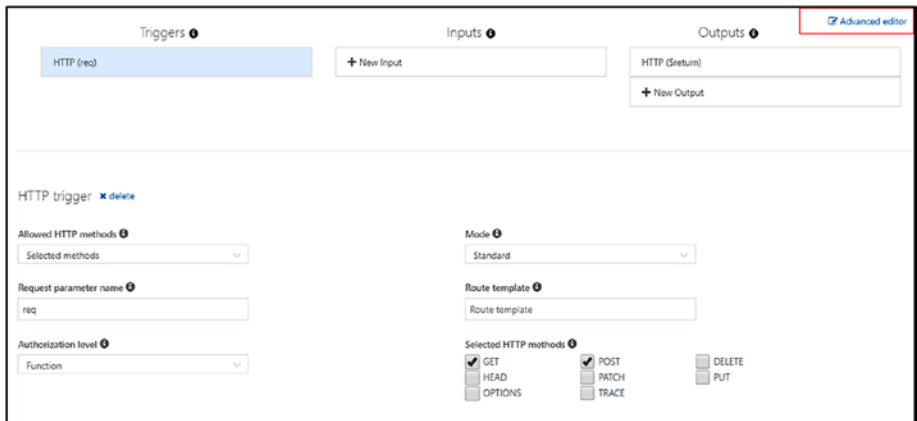 Advanced editor
Triggers Inputs Outputs
HTTP (req) + New Input HTTP ($return)
+ New Output
HTTP trigger × delete
Allowed HTTP methods Mode
Selected methods Standard
Request parameter name Route template
req Route template
Authorization level Selected HTTP methods
Function GET POST DELETE
HEAD PATCH PUT
OPTIONS TRACE